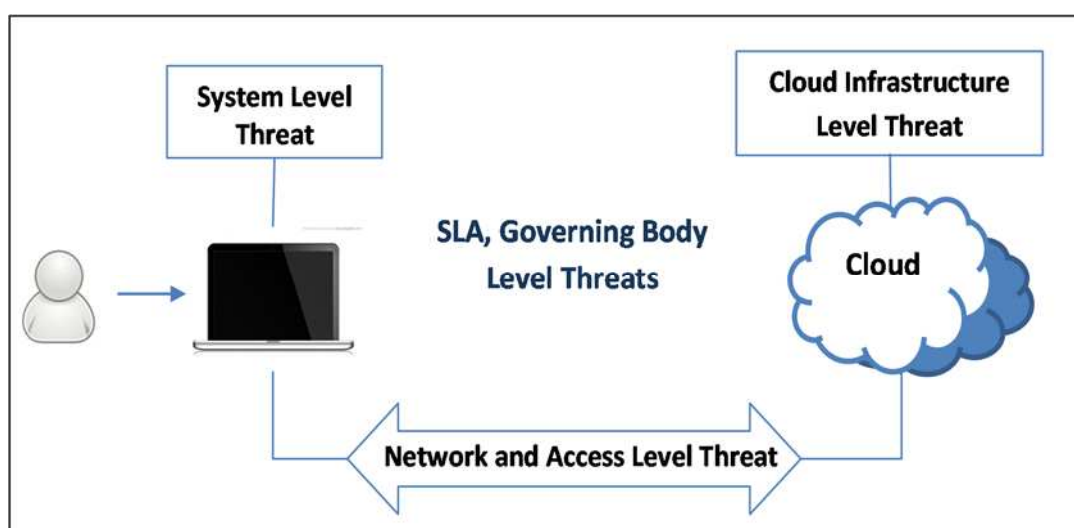 System Level
Threat
Cloud Infrastructure
Level Threat
SLA, Governing Body
Level Threats
Cloud
Network and Access Level Threat